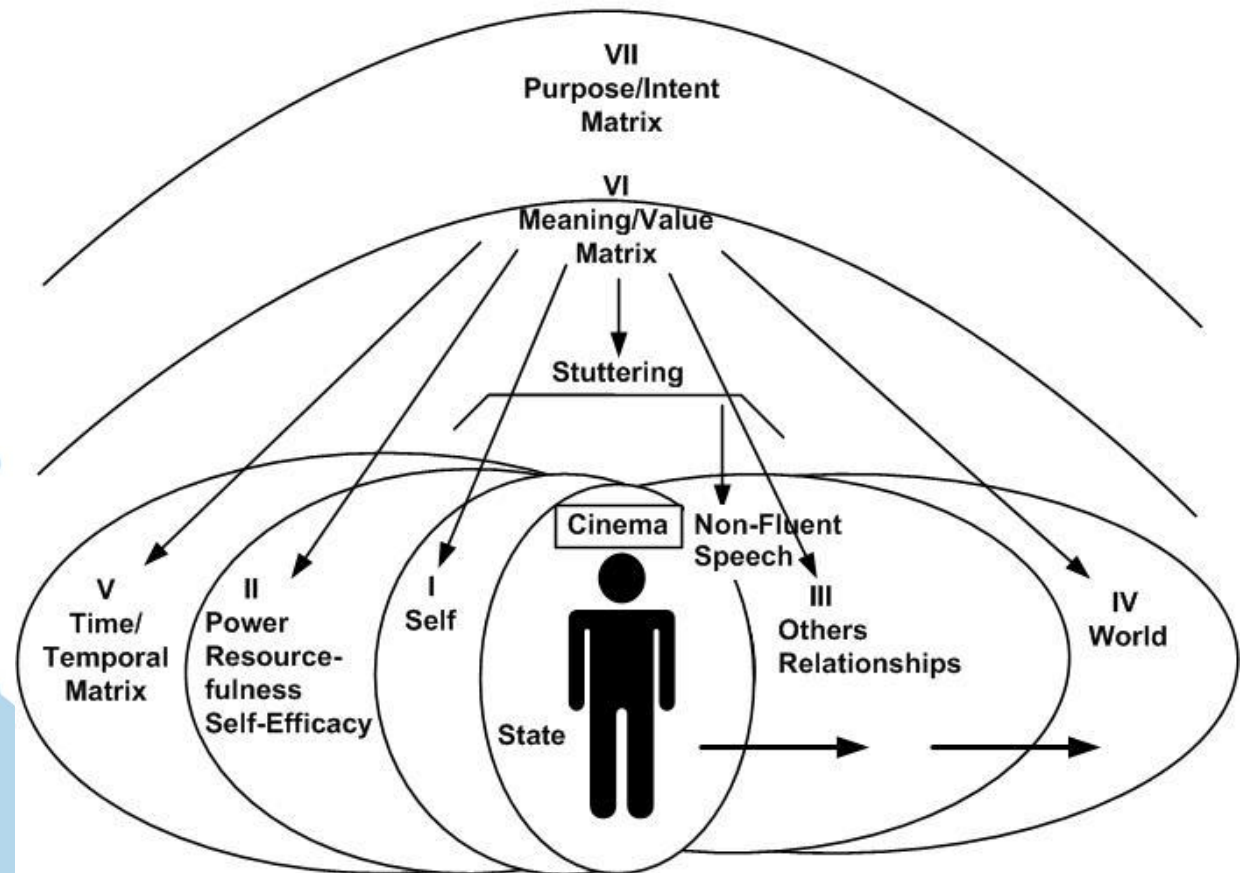 VII
Purpose/Intent
Matrix
VI
Meaning/Value
Matrix
Stuttering
Cinema
Non-Fluent
Speech
V
Time/
Temporal
Matrix
II
Power
Resource-
fulness
Self-Efficacy
I
Self
State
III
Others
Relationships
IV
World